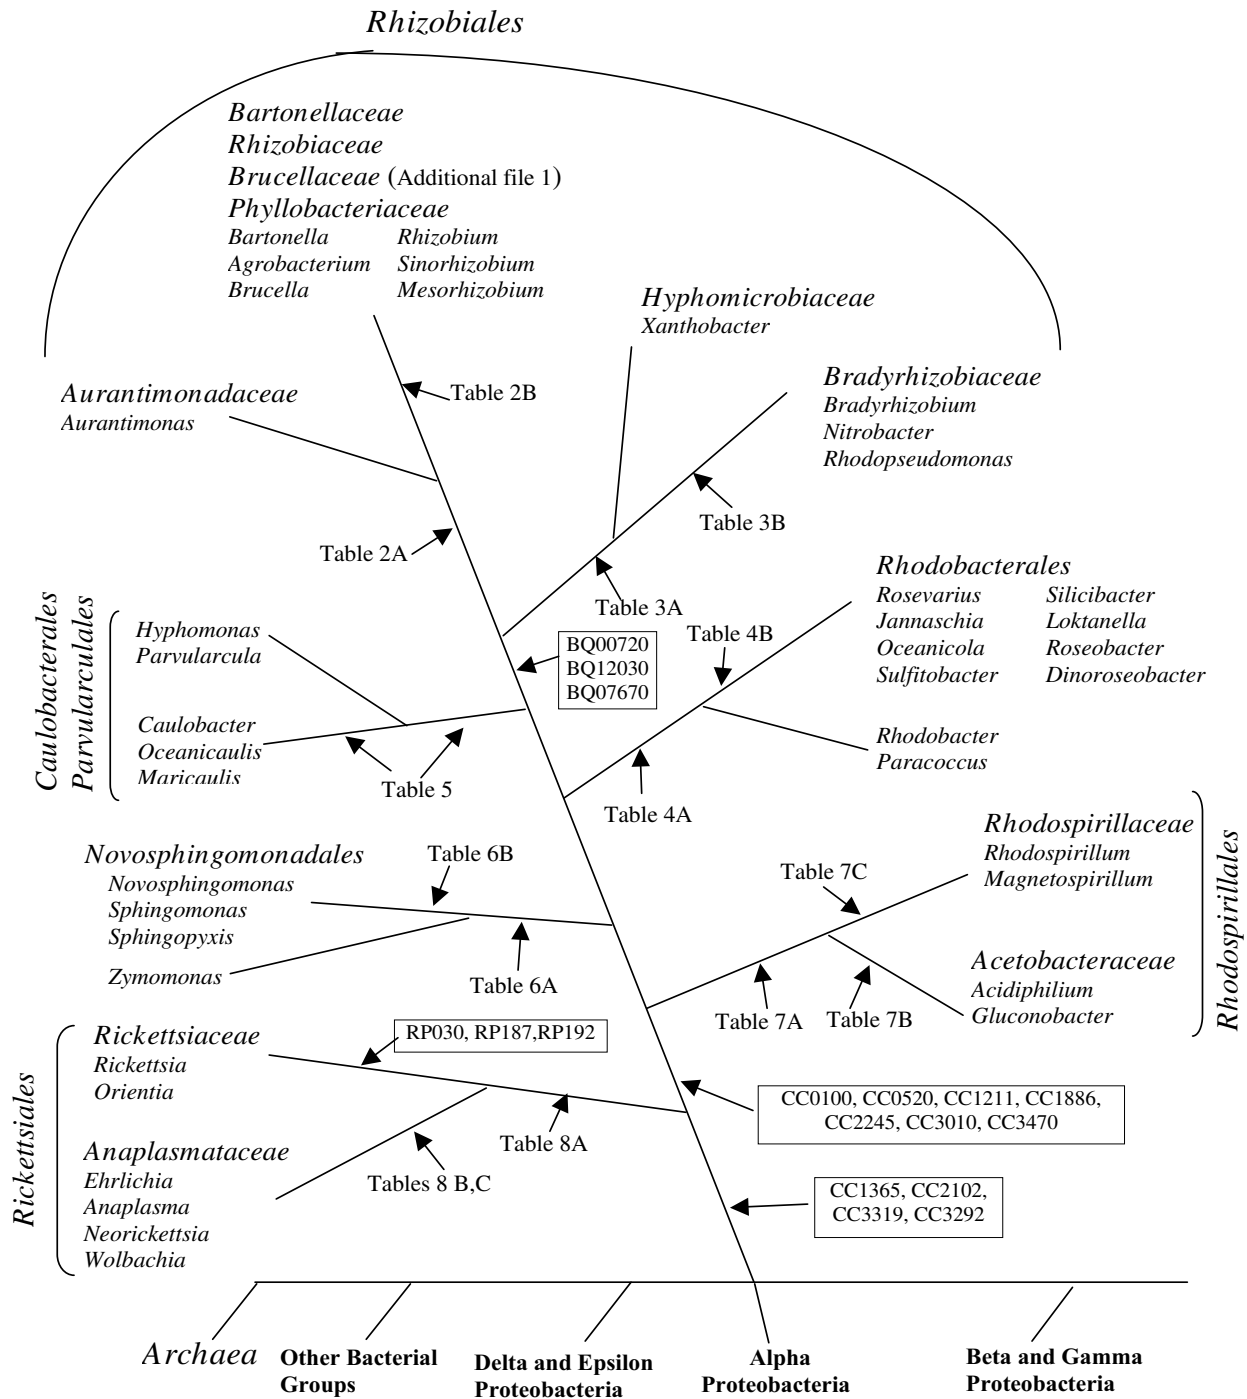 Rhizobiales
Bartonellaceae
Rhizobiaceae
Brucellaceae (Additional file 1)
Phyllobacteriaceae
Bartonella Rhizobium
Agrobacterium Sinorhizobium
Brucella Mesorhizobium
Hyphomicrobiaceae
Xanthobacter
Aurantimonadaceae
Aurantimonas
Table 2B
Bradyrhizobiaceae
Bradyrhizobium
Nitrobacter
Rhodopseudomonas
Table 3B
Table 2A
Table 3A
Rhodobacterales
Rosevarius Silicibacter
Jannaschia Loktanella
Oceanicola Roseobacter
Sulfitobacter Dinoroseobacter
Table 4B
Rhodobacter
Paracoccus
Table 4A
BQ00720
BQ12030
BQ07670
Caulobacterales
Parvularculales
Hyphomonas
Parvularcula
Caulobacter
Oceanicaulis
Maricaulis
Table 5
Novosphingomonadales
Novosphingomonas
Sphingomonas
Sphingopyxis
Zymomonas
Table 6B
Table 6A
Rhodospirillaceae
Rhodospirillum
Magnetospirillum
Table 7C
Acetobacteraceae
Acidiphilium
Gluconobacter
Table 7A
Table 7B
Rhodospirillales
Rickettsiales
Rickettsiaceae
Rickettsia
Orientia
RP030, RP187,RP192
Anaplasmataceae
Ehrlichia
Anaplasma
Neorickettsia
Wolbachia
Table 8A
Tables 8 B,C
CC0100, CC0520, CC1211, CC1886,
CC2245, CC3010, CC3470
CC1365, CC2102,
CC3319, CC3292
Archaea
Other Bacterial
Groups
Delta and Epsilon
Proteobacteria
Alpha
Proteobacteria
Beta and Gamma
Proteobacteria